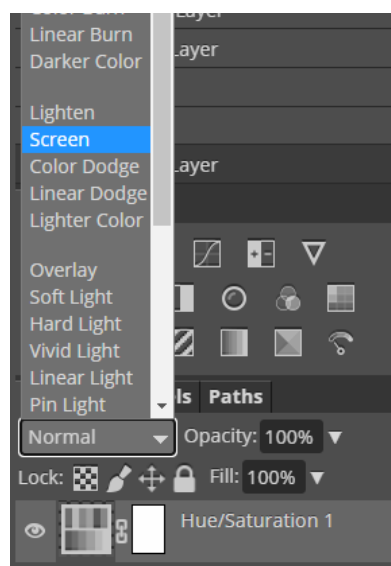 Layer
Linear Burn
Layer
Darker Color
Lighten
Screen
Color Dodge
Layer
Linear Dodge
Lighter Color
Overlay
Soft Light
Hard Light
Vivid Light
Linear Light
Pin Light
ls Paths
Normal
Opacity: 100%
Lock:
Fill: 100%
Hue/Saturation 1